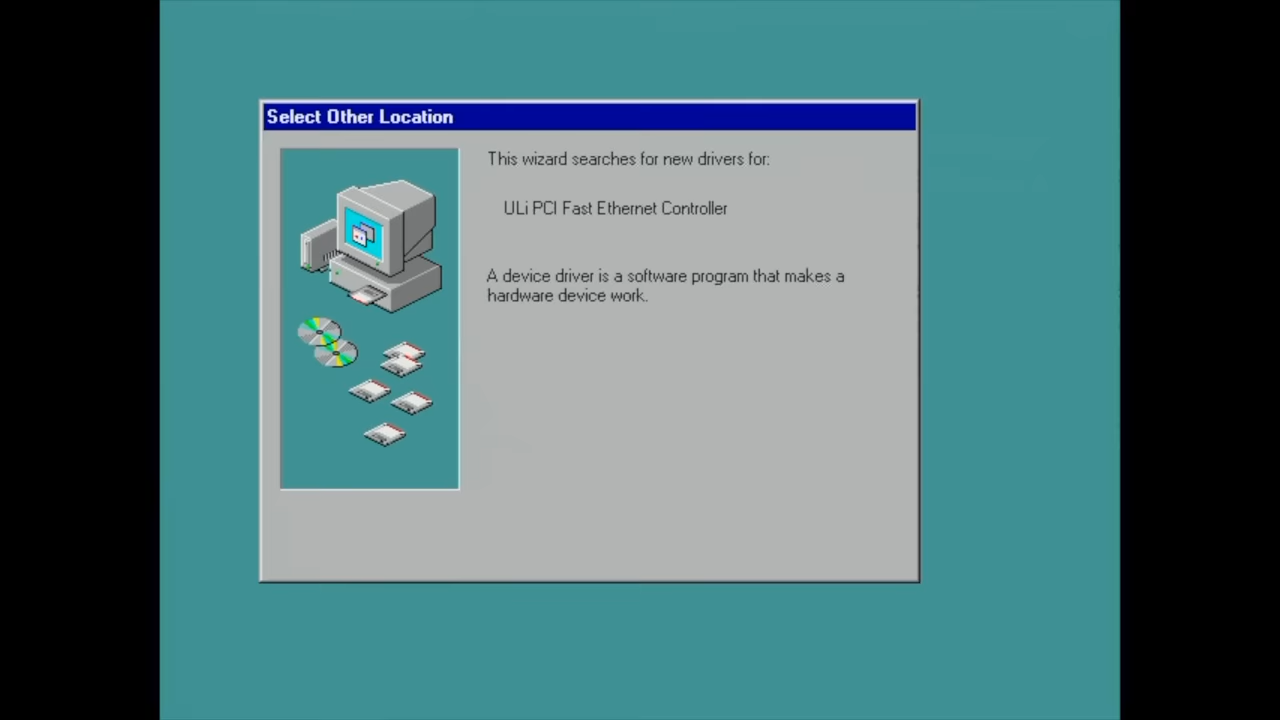 Select Other Location
This wizard searches for new drivers for:
ULi PCI Fast Ethernet Controller
A device driver is a software program that makes a
hardware device work.